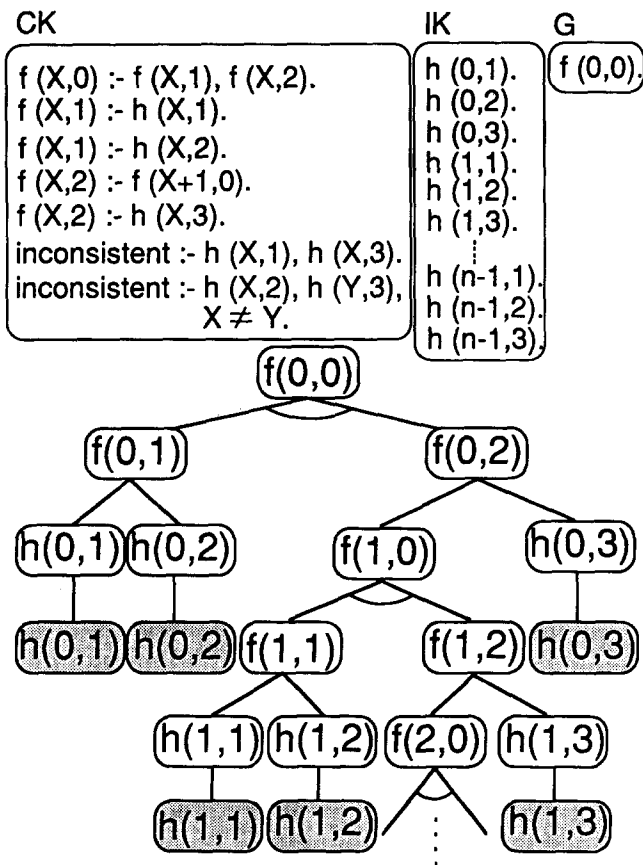 CK
f (X,0) :- f (X,1), f (X,2).
f (X,1) :- h (X,1).
f (X,1) :- h (X,2).
f (X,2) :- f (X+1,0).
f (X,2) :- h (X,3).
inconsistent :- h (X,1), h (X,3).
inconsistent :- h (X,2), h (Y,3),
X ≠ Y.
IK
h (0,1).
h (0,2).
h (0,3).
h (1,1).
h (1,2).
h (1,3).
h (n-1,1).
h (n-1,2).
h (n-1,3).
G
f (0,0).
f(0,0)
f(0,1) f(0,2)
h(0,1) h(0,2) f(1,0) h(0,3)
h(0,1) h(0,2) f(1,1) f(1,2) h(0,3)
h(1,1) h(1,2) f(2,0) h(1,3)
h(1,1) h(1,2) h(1,3)